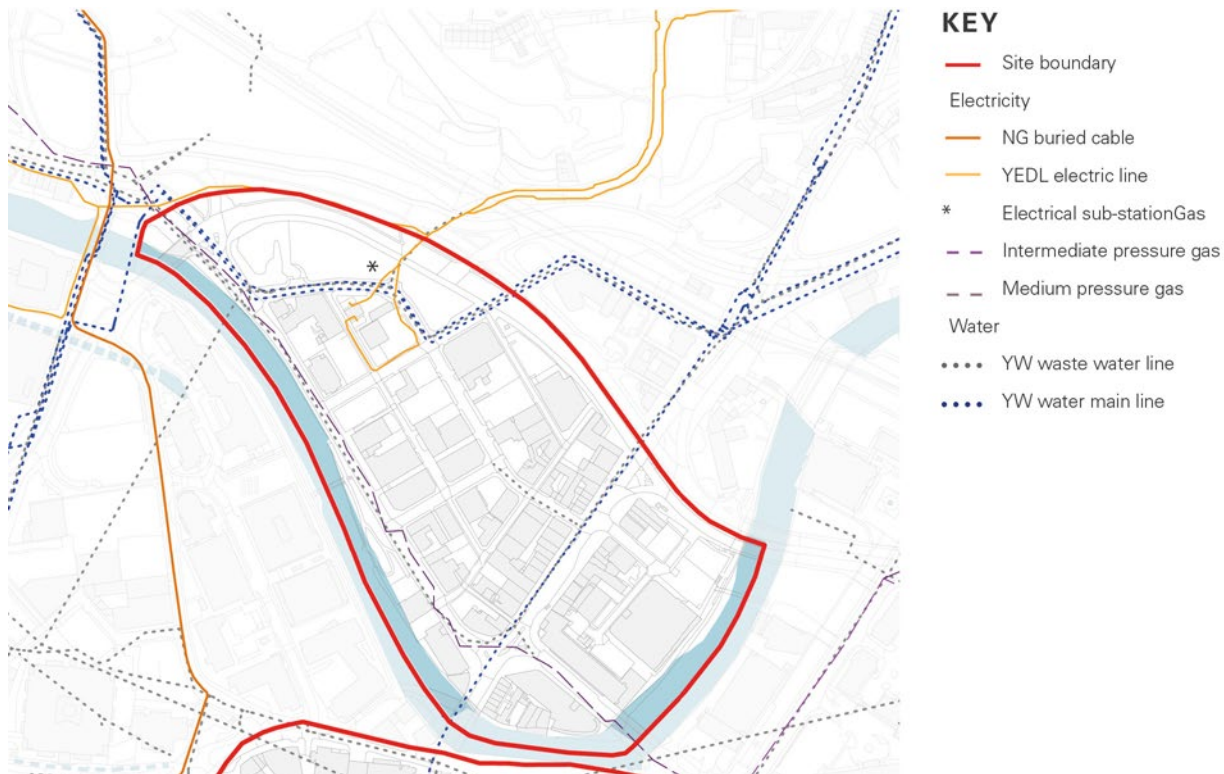 KEY
Site boundary
Electricity
NG buried cable
YEDL electric line
* Electrical sub-stationGas
Intermediate pressure gas
Medium pressure gas
Water
YW waste water line
YW water main line
*